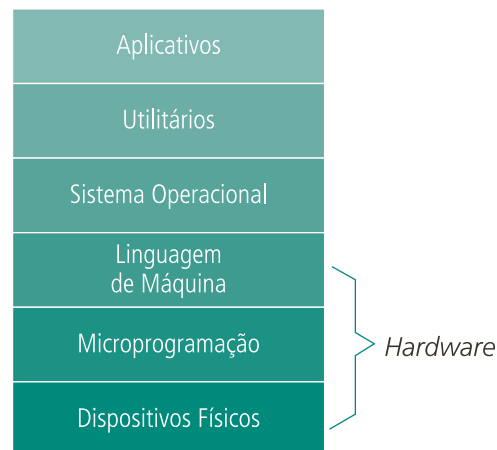 Aplicativos
Utilitários
Sistema Operacional
Linguagem
de Máquina
Microprogramação
Hardware
Dispositivos Físicos